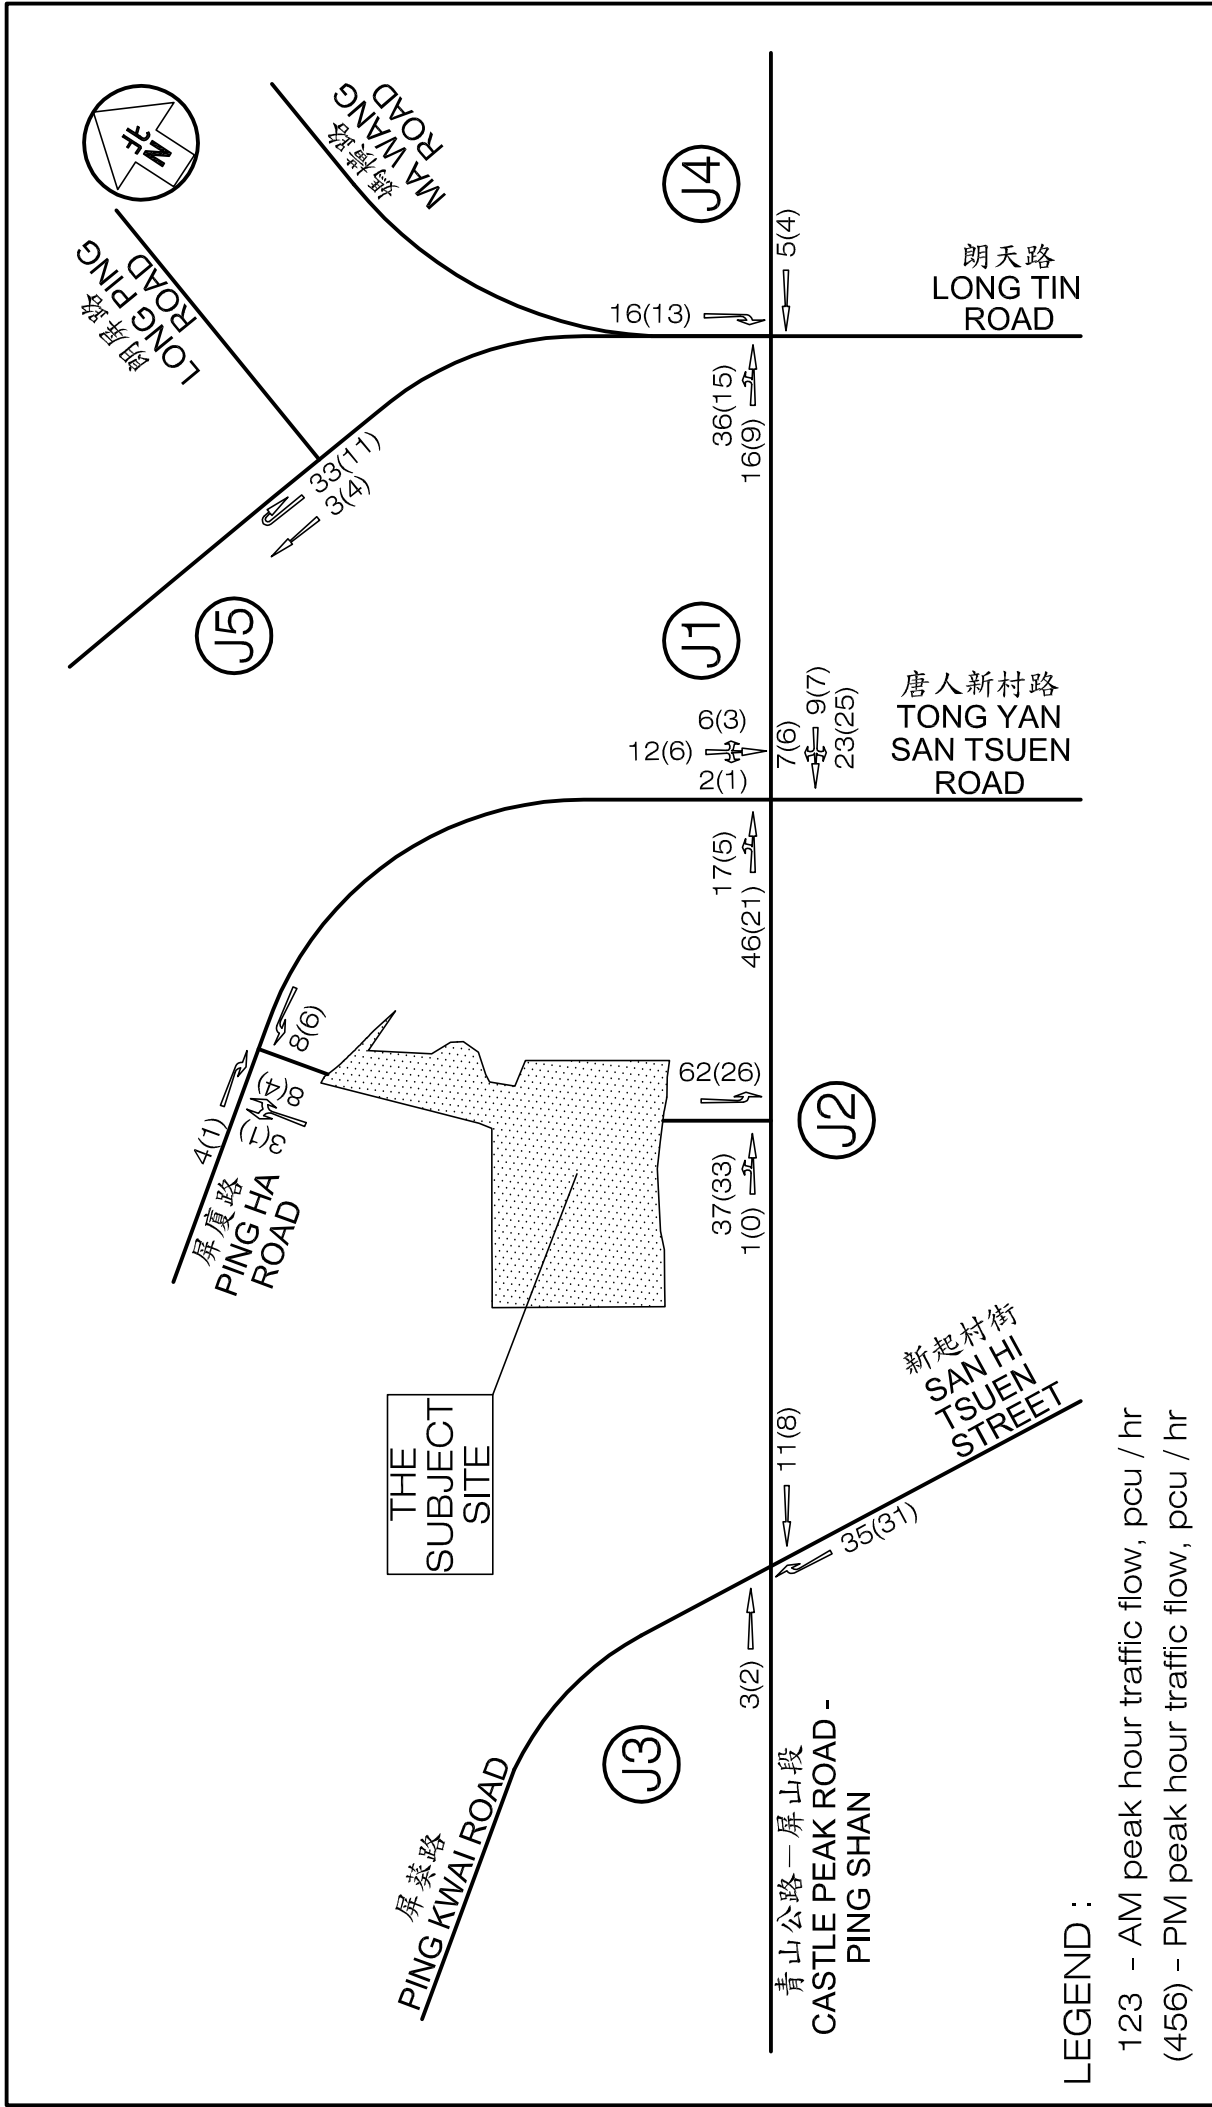 北
N
媽橫路
MA WANG
ROAD
朗屏路
LONG PING
ROAD
J4
5(4)
16(13)
朗天路
LONG TIN
ROAD
36(15)
16(9)
33(11)
3(4)
J5
J1
6(3)
12(6)
2(1)
7(6)
9(7)
23(25)
唐人新村路
TONG YAN
SAN TSUEN
ROAD
17(5)
46(21)
8(6)
4(1)
8(4)
3(1)
屏廈路
PING HA
ROAD
62(26)
J2
37(33)
1(0)
THE
SUBJECT
SITE
新起村街
SAN HI
TSUEN
STREET
11(8)
35(31)
3(2)
J3
屏葵路
PING KWAI ROAD
青山公路－屏山段
CASTLE PEAK ROAD -
PING SHAN
LEGEND :
123 - AM peak hour traffic flow, pcu / hr
(456) - PM peak hour traffic flow, pcu / hr